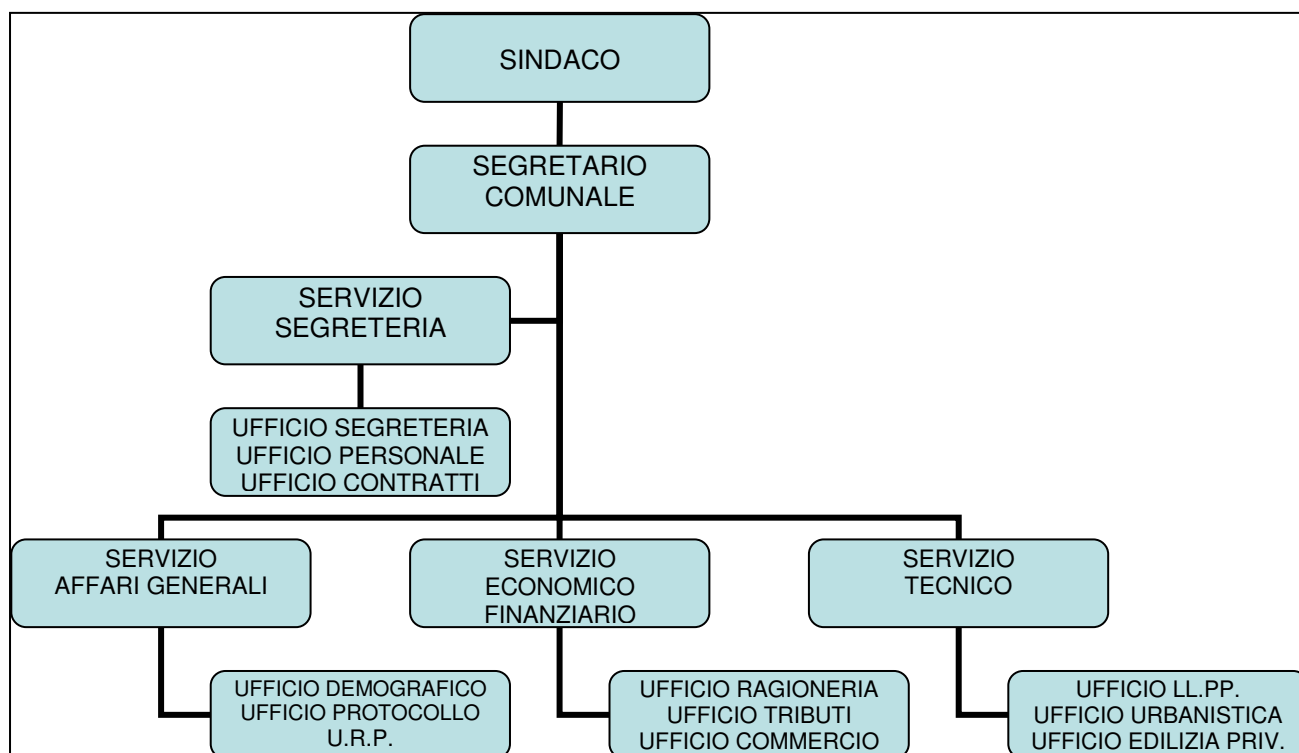 SINDACO
SEGRETARIO
COMUNALE
SERVIZIO
SEGRETERIA
UFFICIO SEGRETERIA
UFFICIO PERSONALE
UFFICIO CONTRATTI
SERVIZIO
AFFARI GENERALI
SERVIZIO
ECONOMICO
FINANZIARIO
SERVIZIO
TECNICO
UFFICIO DEMOGRAFICO
UFFICIO PROTOCOLLO
U.R.P.
UFFICIO RAGIONERIA
UFFICIO TRIBUTI
UFFICIO COMMERCIO
UFFICIO LL.PP.
UFFICIO URBANISTICA
UFFICIO EDILIZIA PRIV.